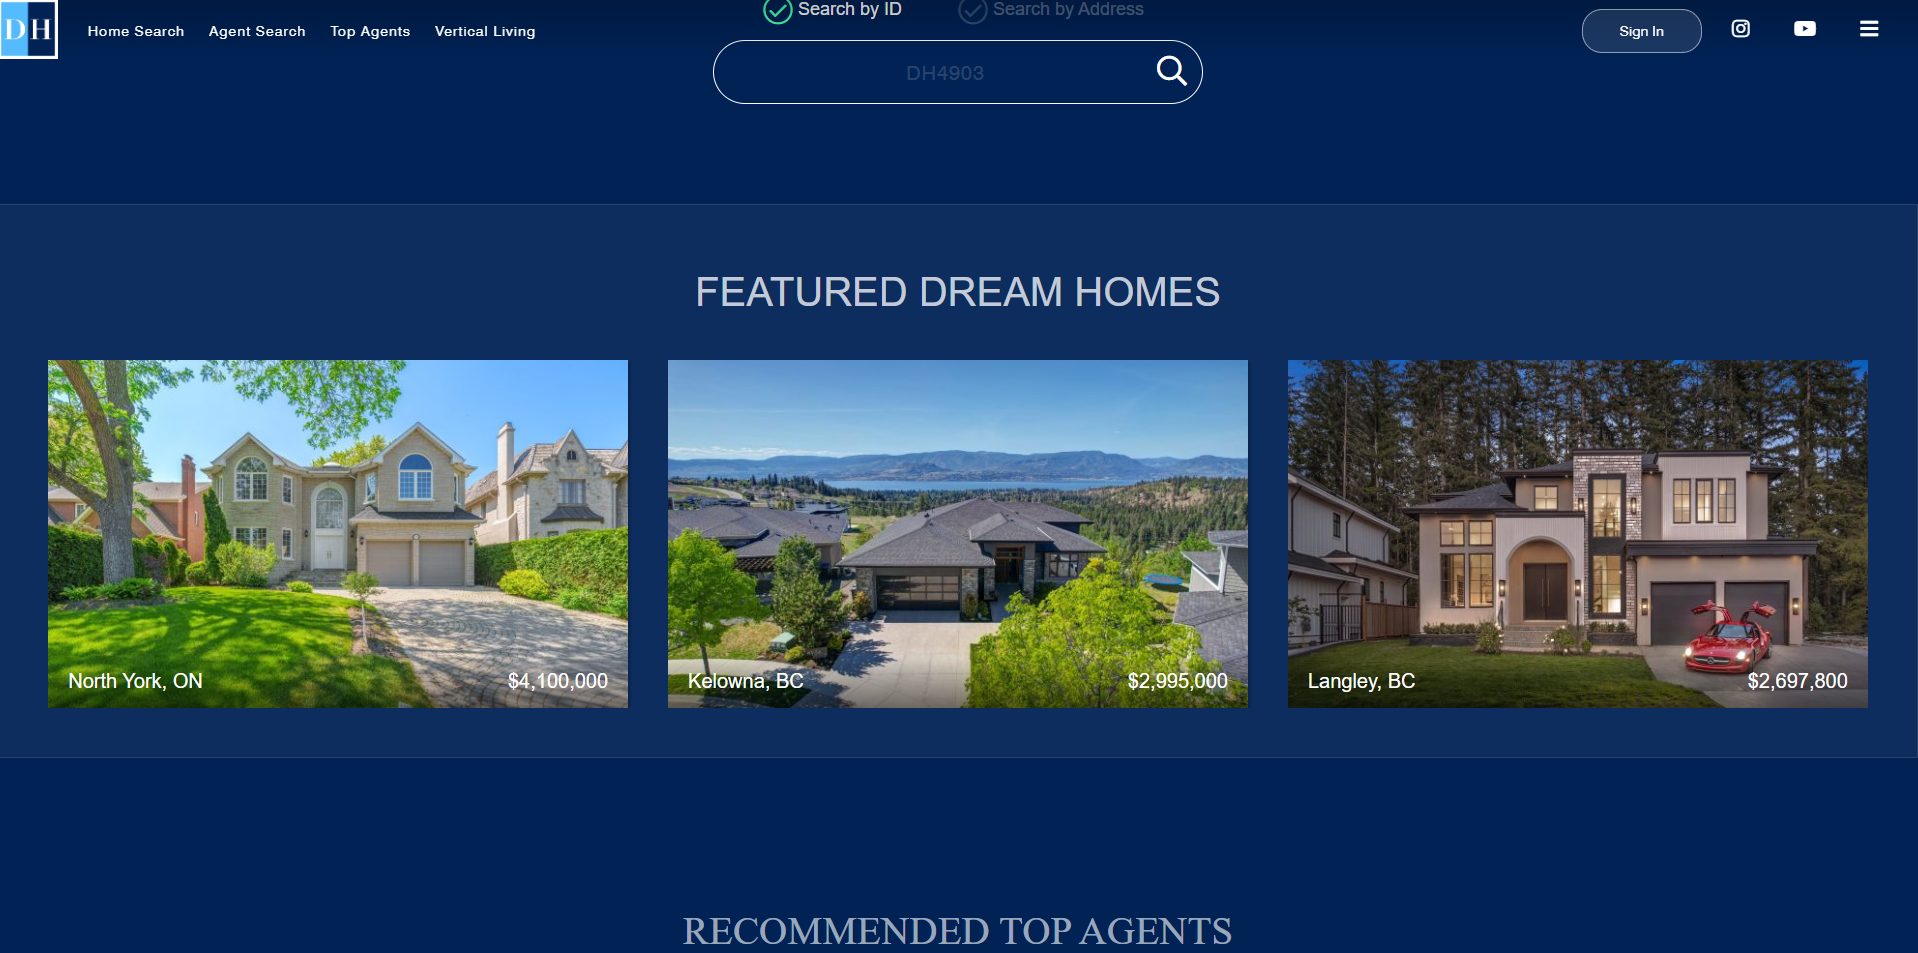 DH
Home Search
Agent Search
Top Agents
Vertical Living
Search by ID
Search by Address
Sign In
DH4903
FEATURED DREAM HOMES
North York, ON
$4,100,000
Kelowna, BC
$2,995,000
Langley, BC
$2,697,800
RECOMMENDED TOP AGENTS